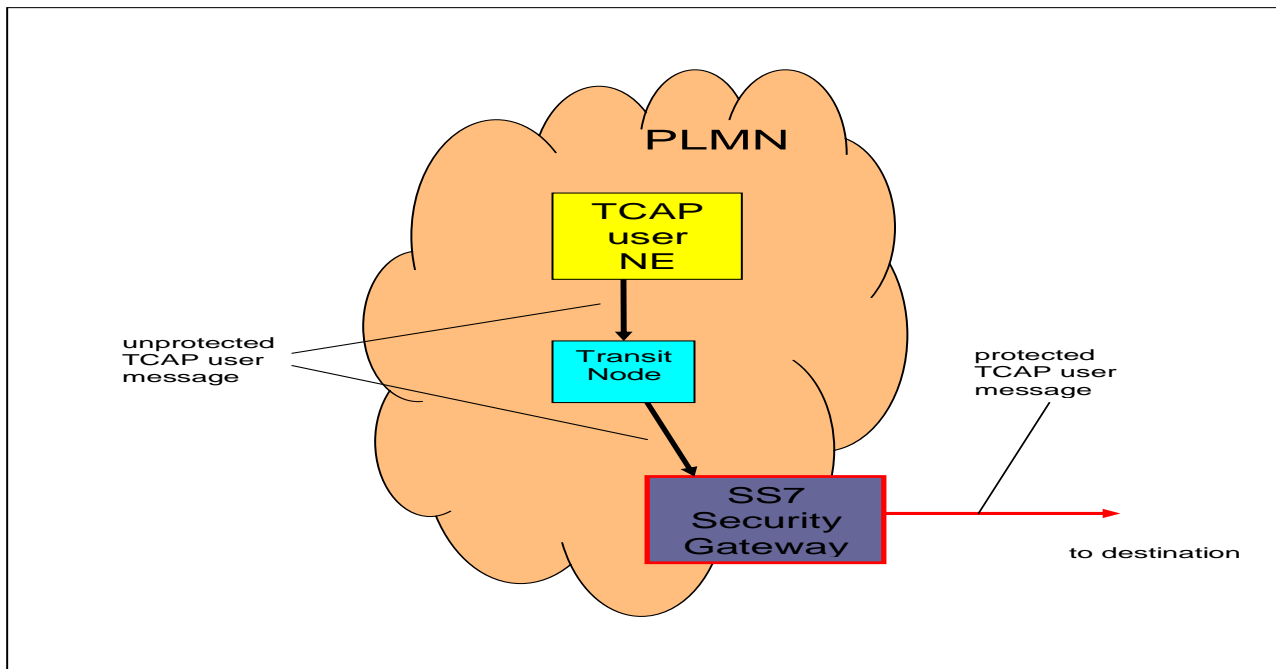 PLMN
TCAP
user
NE
unprotected
TCAP user
message
Transit
Node
protected
TCAP user
message
SS7
Security
Gateway
to destination